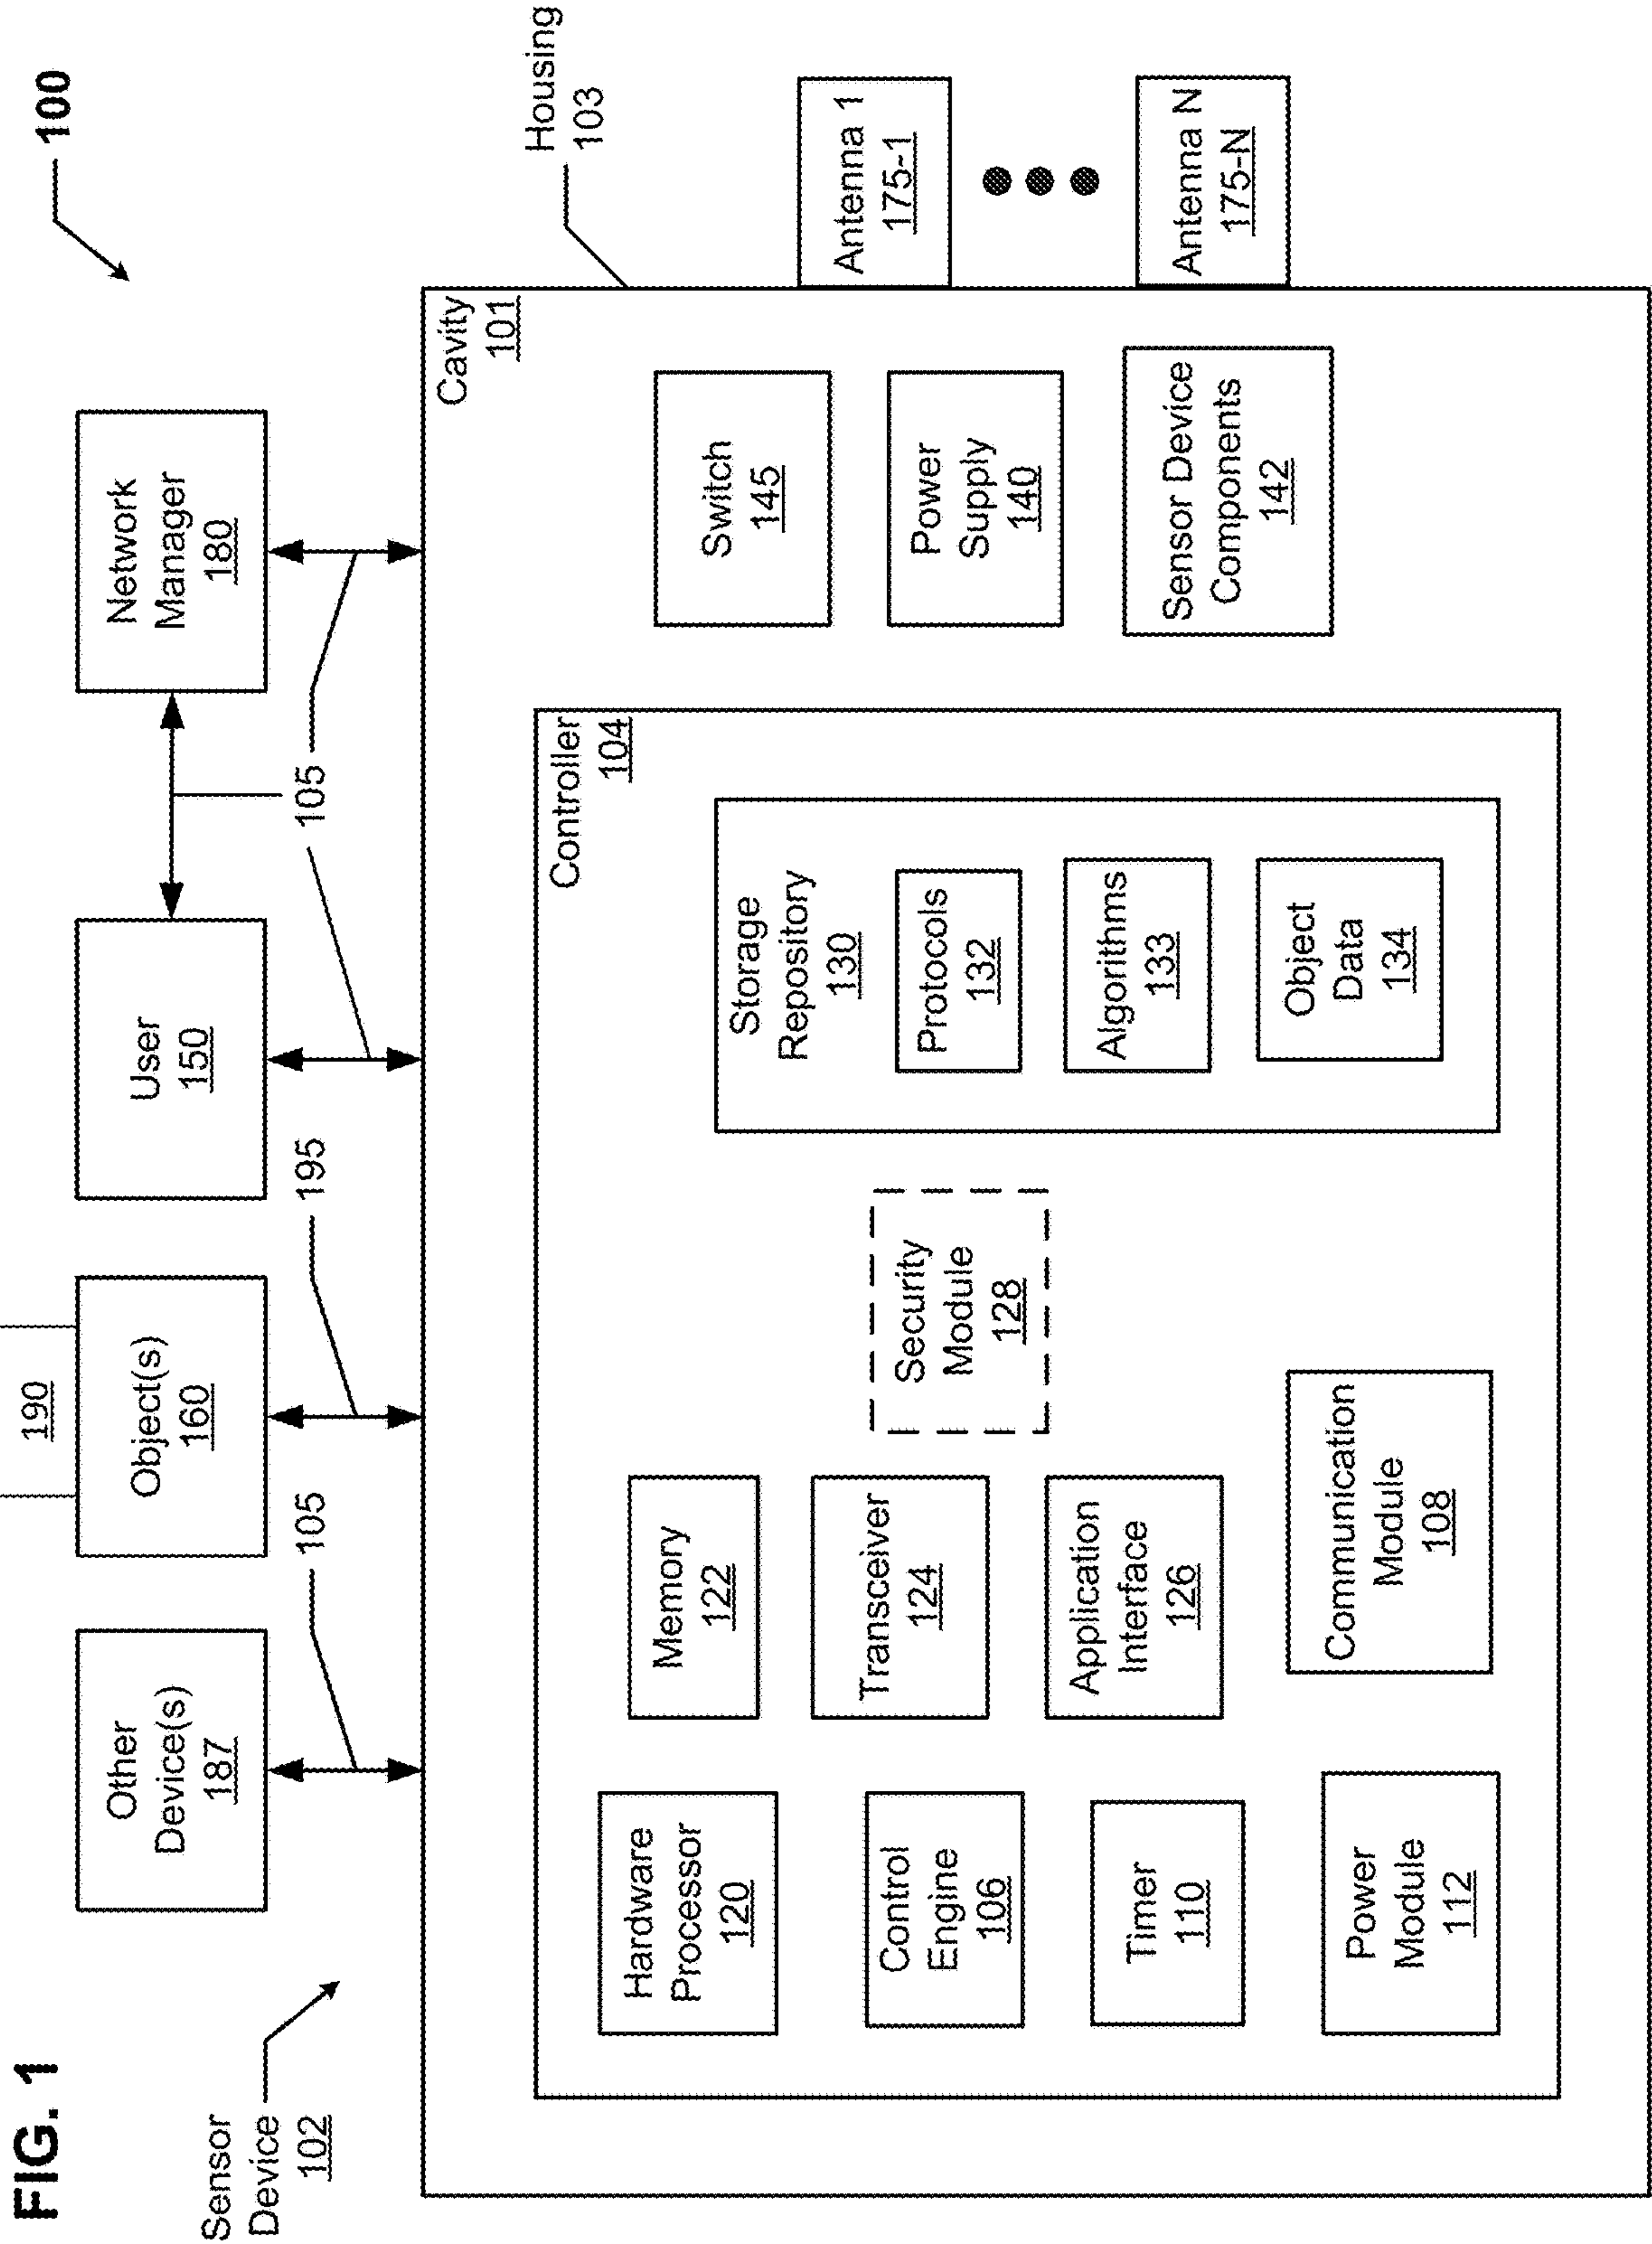 FIG. 1
100
Sensor
Device
102
Other
Device(s)
187
190
Object(s)
160
User
150
Network
Manager
180
105
195
105
Housing
103
Cavity
101
Controller
104
Hardware
Processor
120
Memory
122
Control
Engine
106
Transceiver
124
Timer
110
Application
Interface
126
Power
Module
112
Communication
Module
108
Security
Module
128
Storage
Repository
130
Protocols
132
Algorithms
133
Object
Data
134
Switch
145
Power
Supply
140
Sensor Device
Components
142
Antenna 1
175-1
Antenna N
175-N